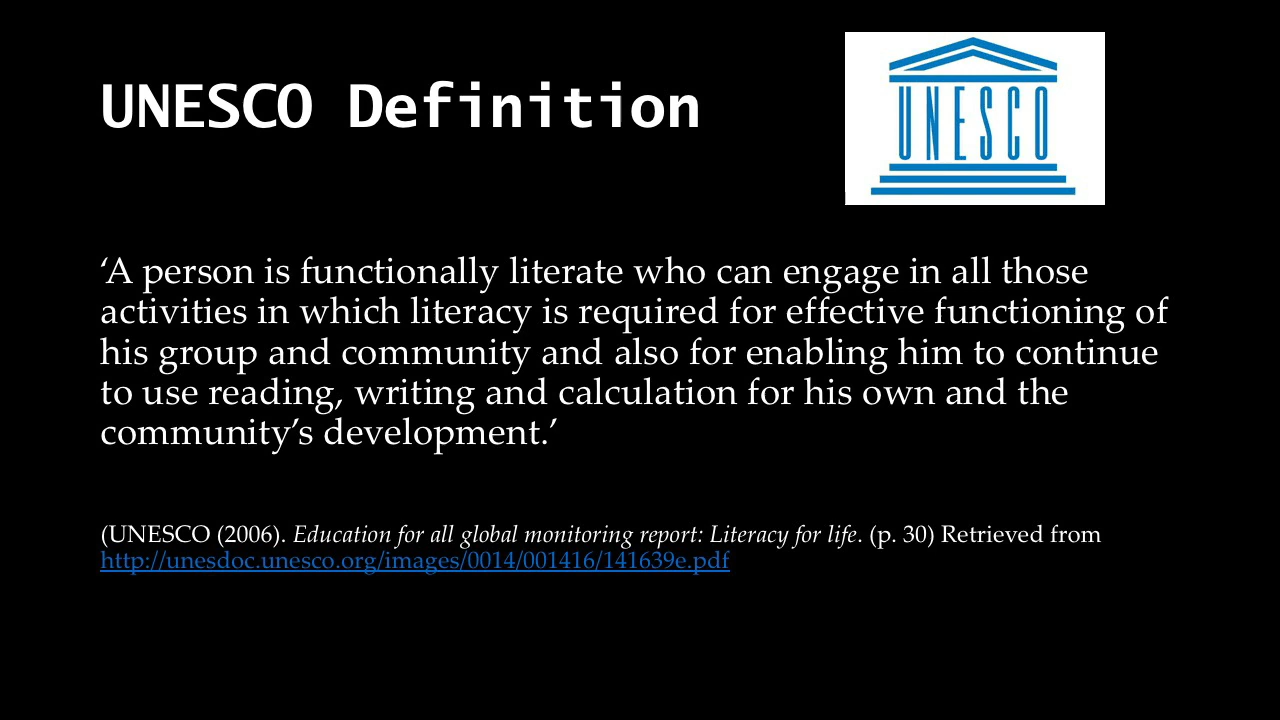 UNESCO Definition
UNESCO
‘A person is functionally literate who can engage in all those
activities in which literacy is required for effective functioning of
his group and community and also for enabling him to continue
to use reading, writing and calculation for his own and the
community’s development.’
(UNESCO (2006). Education for all global monitoring report: Literacy for life. (p. 30) Retrieved from
http://unesdoc.unesco.org/images/0014/001416/141639e.pdf